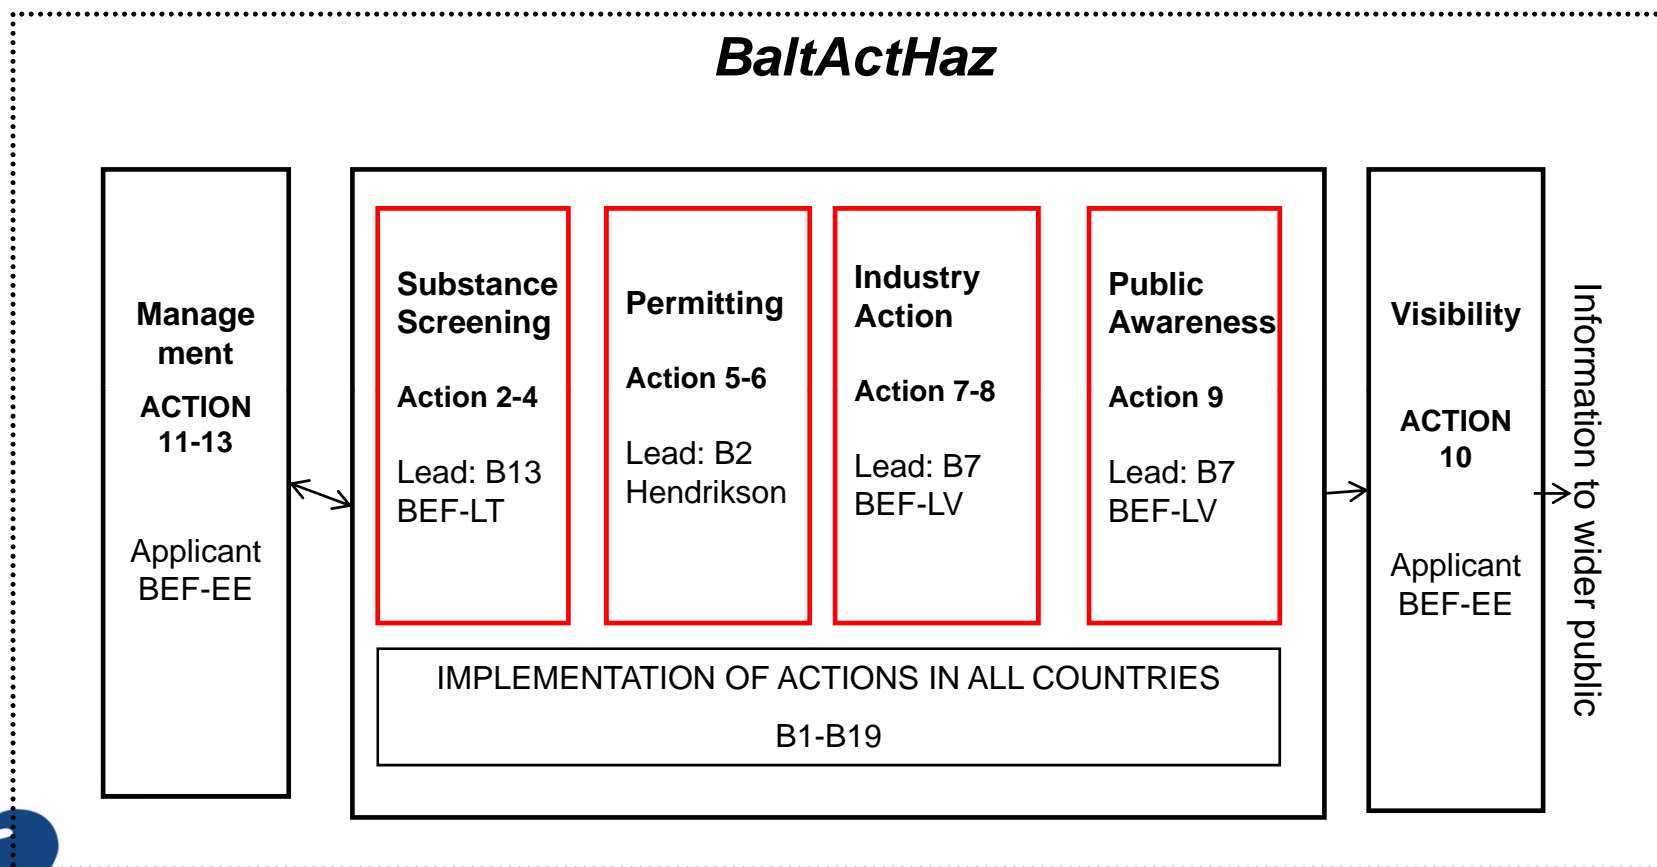 BaltActHaz
Manage
ment
ACTION
11-13
Applicant
BEF-EE
Substance
Screening
Action 2-4
Lead: B13
BEF-LT
Permitting
Action 5-6
Lead: B2
Hendrikson
Industry
Action
Action 7-8
Lead: B7
BEF-LV
Public
Awareness
Action 9
Lead: B7
BEF-LV
IMPLEMENTATION OF ACTIONS IN ALL COUNTRIES
B1-B19
Visibility
ACTION
10
Applicant
BEF-EE
Information to wider public